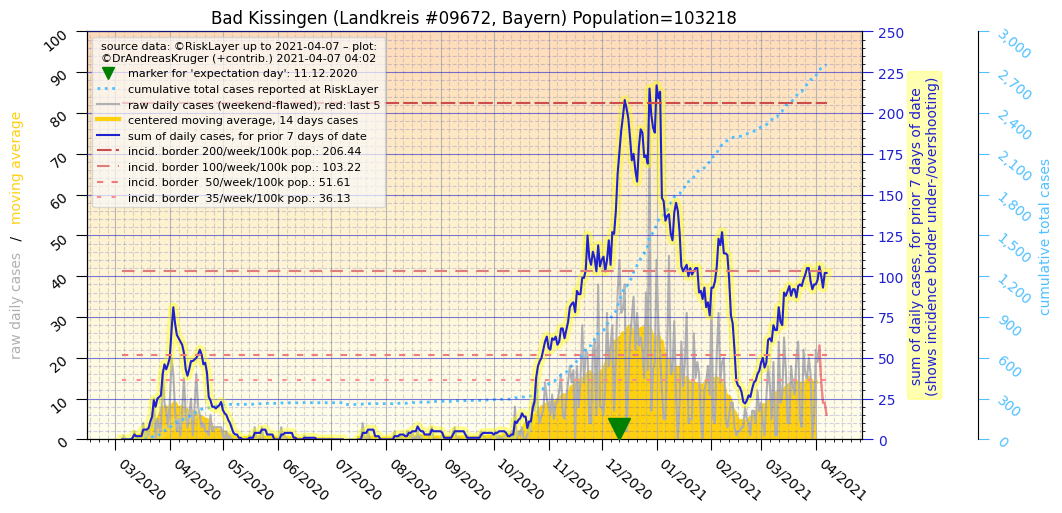 Bad Kissingen (Landkreis #09672, Bayern) Population=103218
source data: ©RiskLayer up to 2021-04-07 – plot:
©DrAndreasKruger (+contrib.) 2021-04-07 04:02
marker for 'expectation day': 11.12.2020
cumulative total cases reported at RiskLayer
raw daily cases (weekend-flawed), red: last 5
centered moving average, 14 days cases
sum of daily cases, for prior 7 days of date
incid. border 200/week/100k pop.: 206.44
incid. border 100/week/100k pop.: 103.22
incid. border  50/week/100k pop.: 51.61
incid. border  35/week/100k pop.: 36.13
raw daily cases / moving average
100
90
80
70
60
50
40
30
20
10
0
03/2020
04/2020
05/2020
06/2020
07/2020
08/2020
09/2020
10/2020
11/2020
12/2020
01/2021
02/2021
03/2021
04/2021
250
225
200
175
150
125
100
75
50
25
0
sum of daily cases, for prior 7 days of date
(shows incidence border under-/overshooting)
3,000
2,700
2,400
2,100
1,800
1,500
1,200
900
600
300
0
cumulative total cases